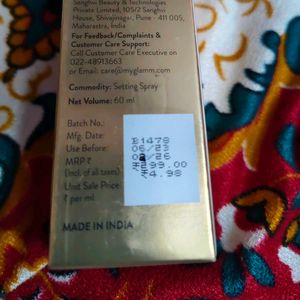 Sanghvi Beauty & Technologies
Private Limited, 105/2 Sanghvi
House, Shivajinagar, Pune - 411 005,
Maharastra, India
For Feedback/Complaints &
Customer Care Support:
Call Customer Care Executive on
022-48913663
or Email: care@myglamm.com
Commodity: Setting Spray
Net Volume: 60 ml
Batch No.: B1478
Mfg. Date: 06/23
Use Before: /26
MRP ₹ ₹299.00
(Incl. of all taxes)
Unit Sale Price ₹4.98
₹ per ml
MADE IN INDIA